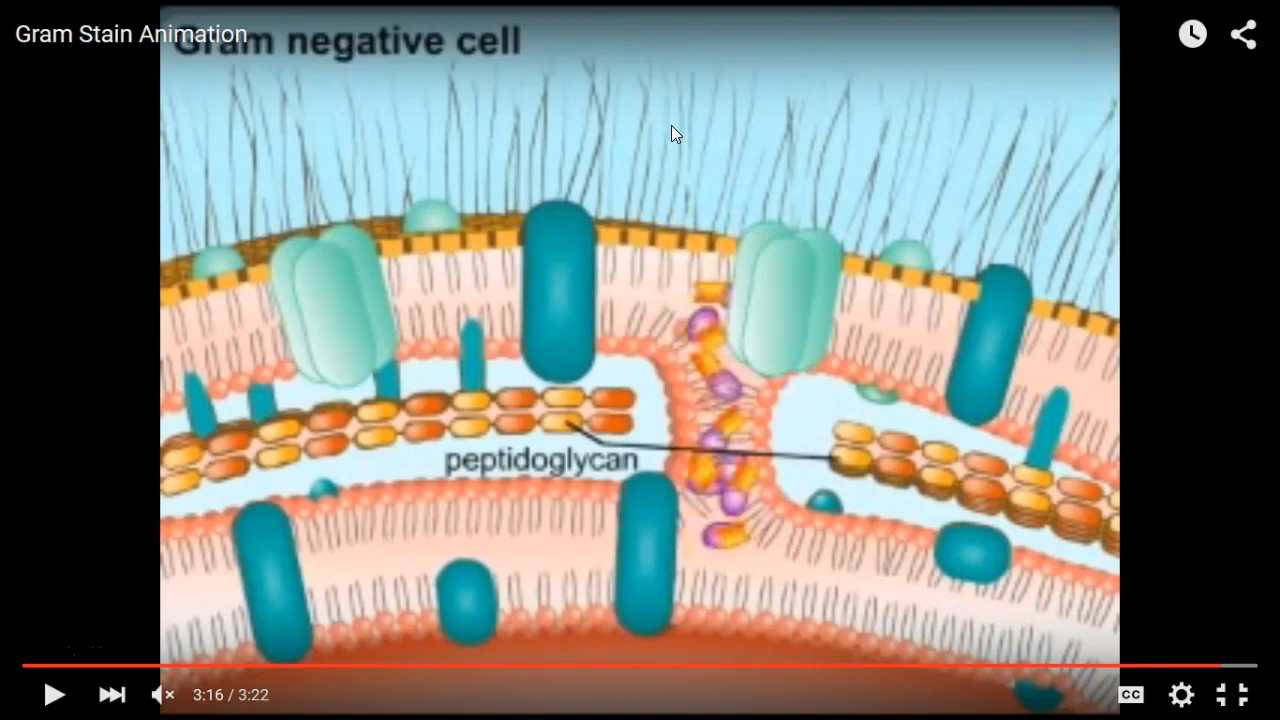 Gram Stain Animation
Gram negative cell
peptidoglycan
3:16 / 3:22
CC